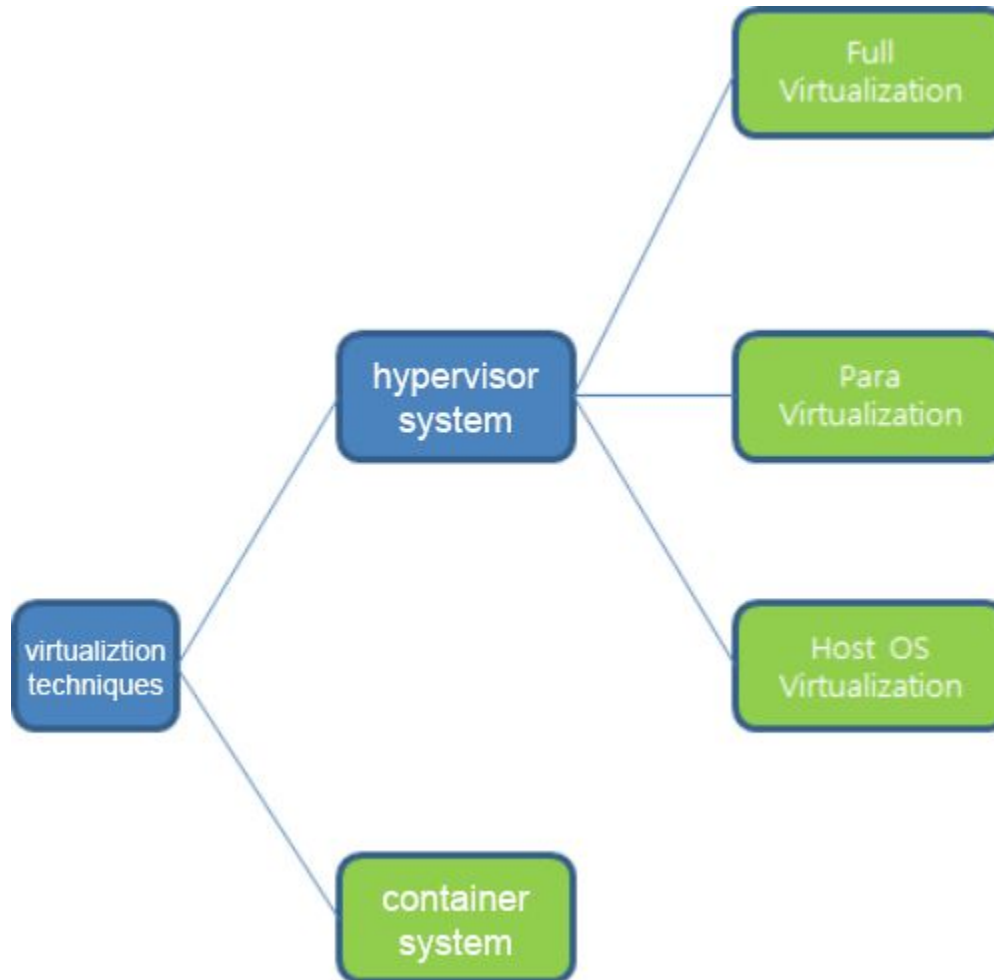 Full
Virtualization
hypervisor
system
Para
Virtualization
virtualiztion
techniques
Host OS
Virtualization
container
system